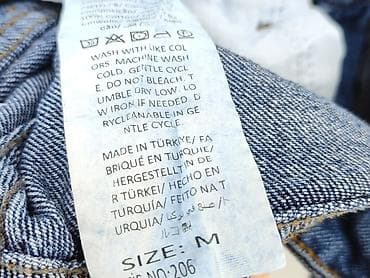 WASH WITH LIKE COL
ORS. MACHINE WASH
COLD. GENTLE CYCL
E. DO NOT BLEACH. T
UMBLE DRY LOW. LO
W IRON IF NEEDED. D
RYCLEANABLE IN GE
NTLE CYCLE.
MADE IN TÜRKİYE/ FA
BRIQUÉ EN TURQUIE/
HERGESTELLT IN DE
R TÜRKEI/ HECHO EN
TURQUÍA/ FEITO NA T
URQUIA/
SIZE: M
NO:206